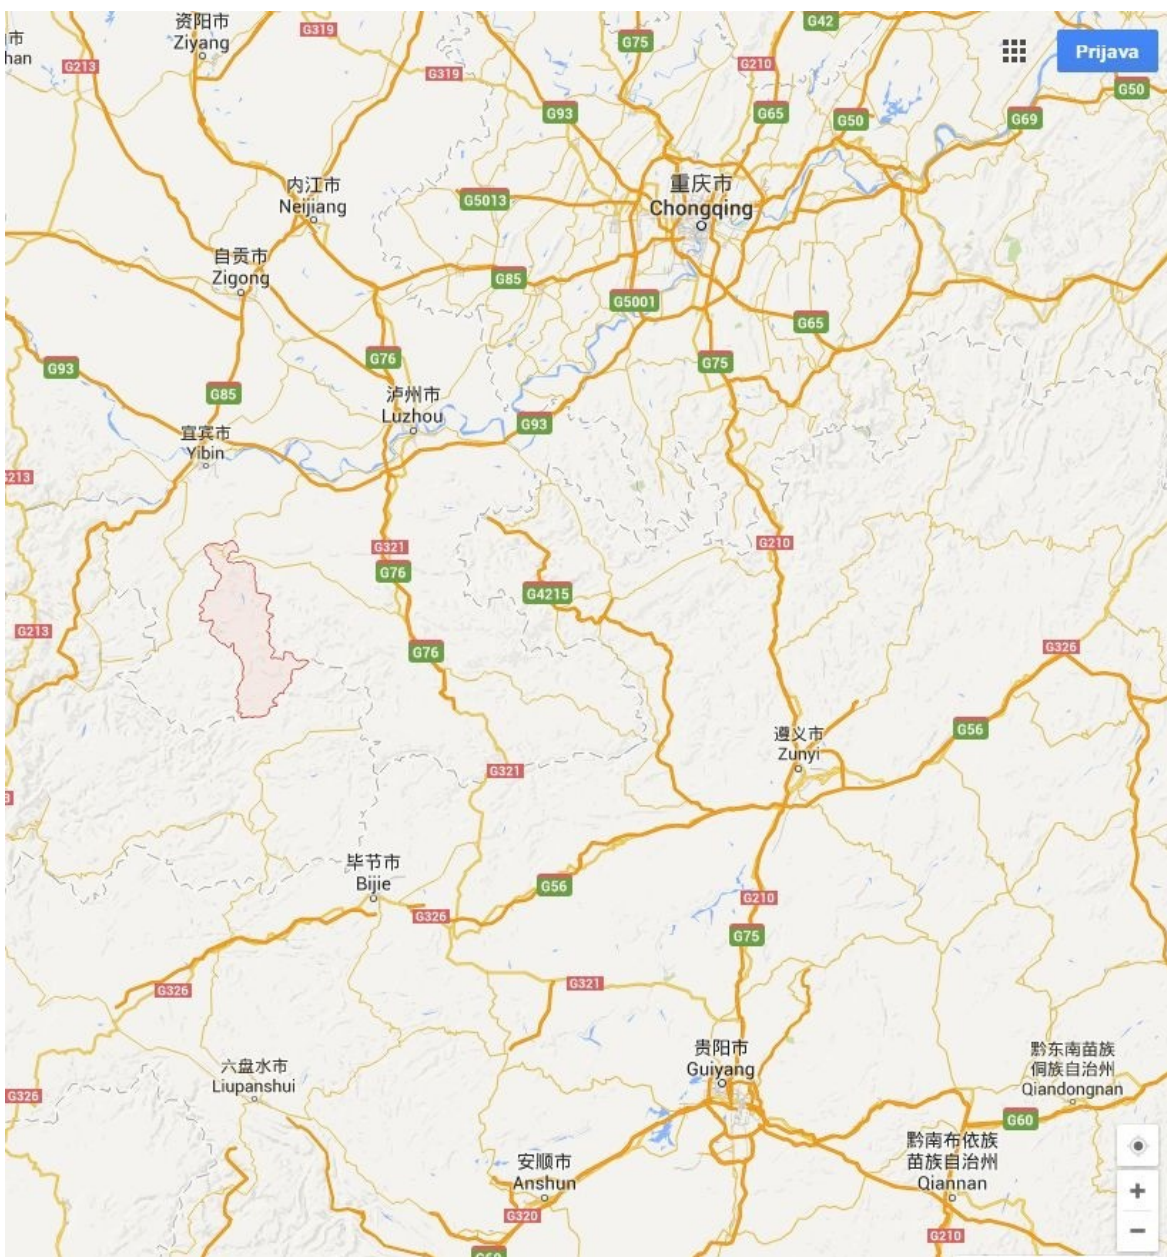 资阳市
Ziyang
G319
G42
G75
市
han
G213
G319
G210
Prijava
G50
G93
G65
G50
G69
内江市
Neijiang
G5013
重庆市
Chongqing
自贡市
Zigong
G85
G5001
G65
G93
G76
G75
G85
泸州市
Luzhou
G93
宜宾市
Yibin
G213
G321
G210
G76
G4215
G213
G76
G326
G56
遵义市
Zunyi
G321
毕节市
Bijie
G56
G210
G326
G75
G321
G326
贵阳市
Guiyang
黔东南苗族
侗族自治州
Qiandongnan
六盘水市
Liupanshui
G326
G60
黔南布依族
苗族自治州
Qiannan
安顺市
Anshun
G320
G210
G60